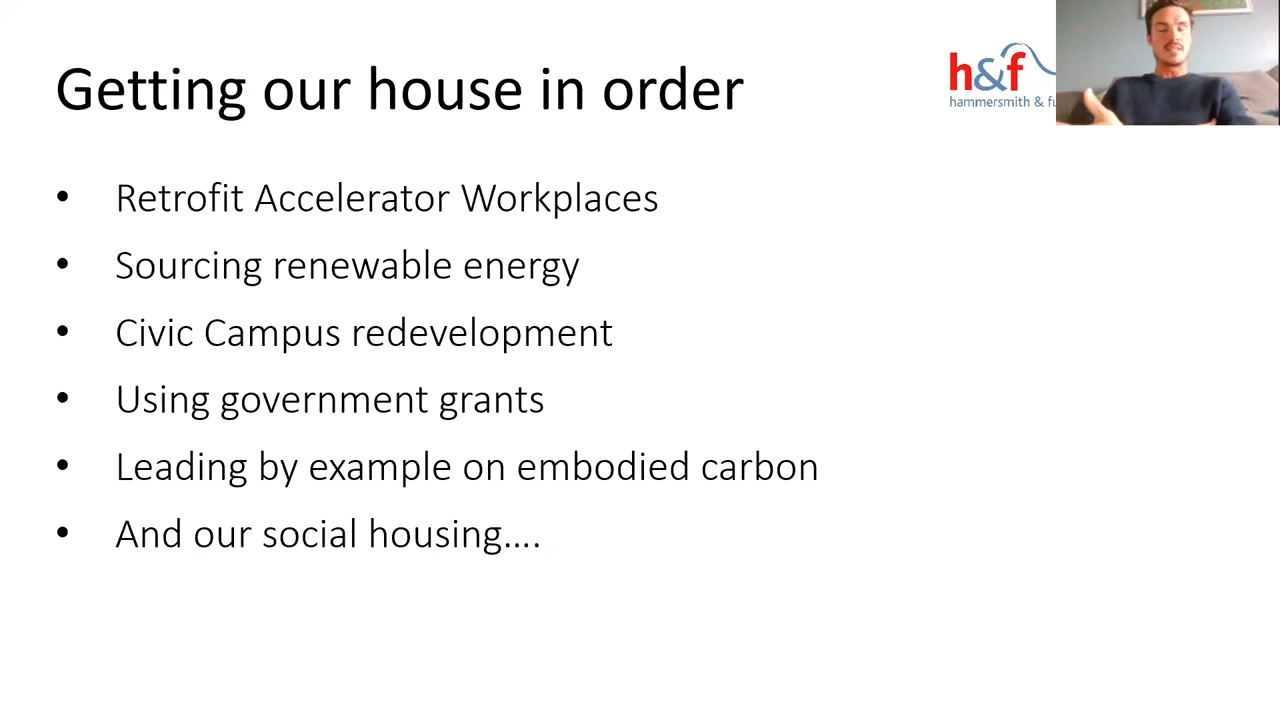 Getting our house in order
h&f
hammersmith & fu
• Retrofit Accelerator Workplaces
• Sourcing renewable energy
• Civic Campus redevelopment
• Using government grants
• Leading by example on embodied carbon
• And our social housing....